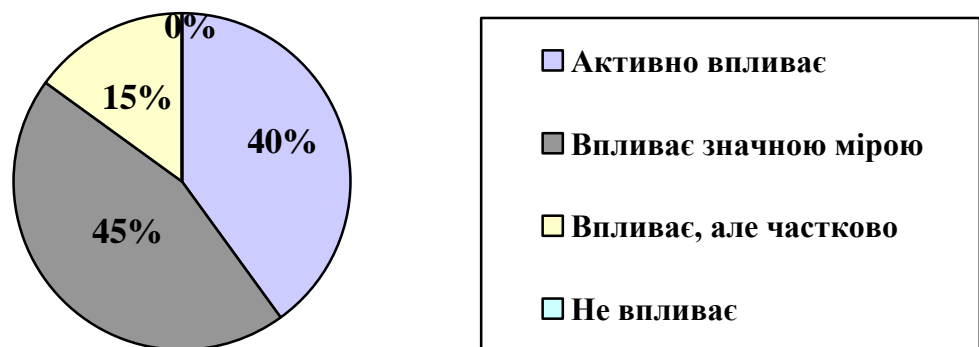 0%
15%
40%
45%
Активно впливає
Впливає значною мірою
Впливає, але частково
Не впливає